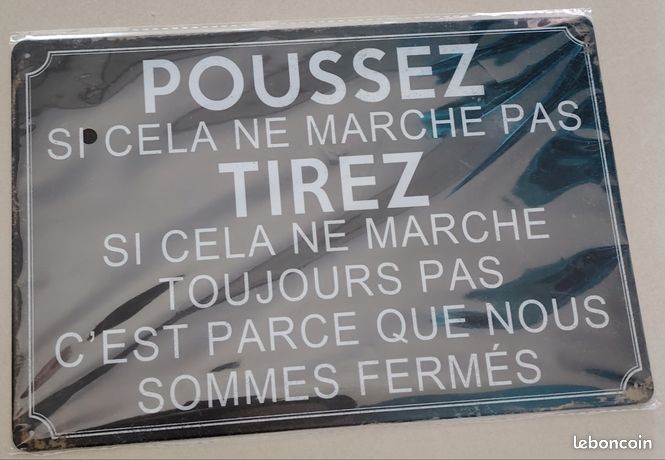 POUSSEZ
SI CELA NE MARCHE PAS
TIREZ
SI CELA NE MARCHE
TOUJOURS PAS
C'EST PARCE QUE NOUS
SOMMES FERMÉS
leboncoin